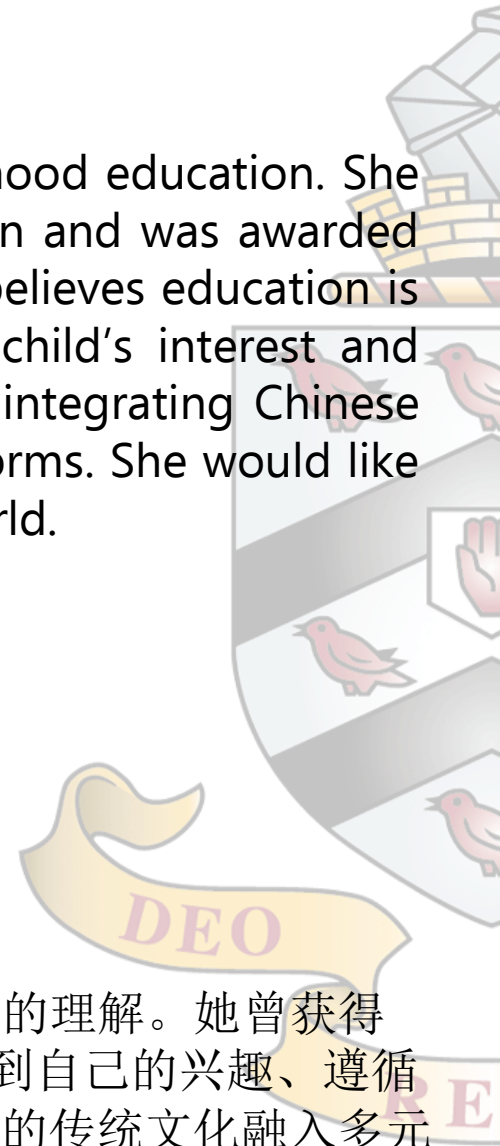 hood education. She
n and was awarded
believes education is
child's interest and
integrating Chinese
orms. She would like
rld.
DEO
的理解。她曾获得
到自己的兴趣、遵循
RE
的传统文化融入多元